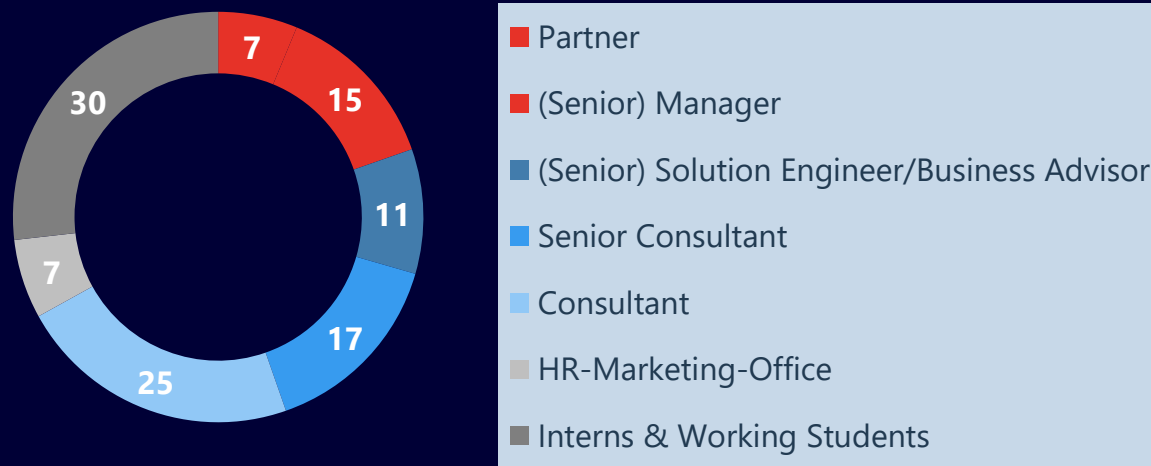 7
15
11
17
25
7
30
Partner
(Senior) Manager
(Senior) Solution Engineer/Business Advisor
Senior Consultant
Consultant
HR-Marketing-Office
Interns & Working Students